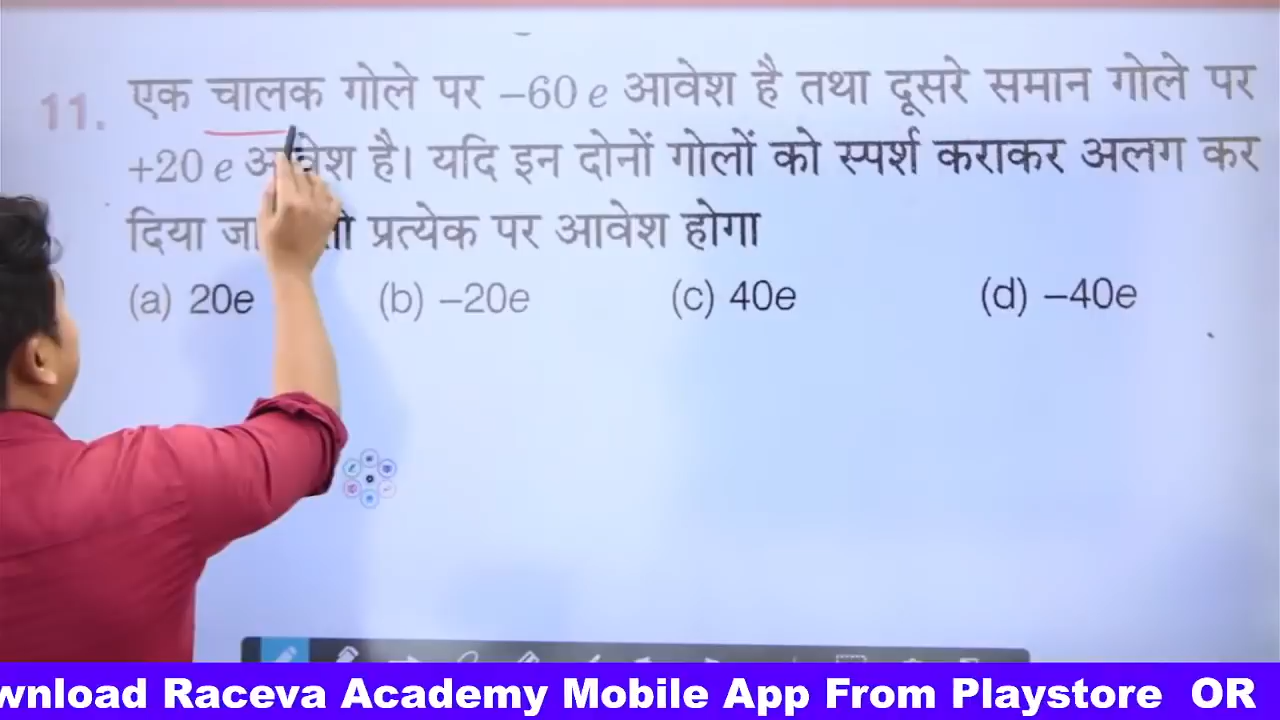 11. एक चालक गोले पर –60 e आवेश है तथा दूसरे समान गोले पर
+20 e आवेश है। यदि इन दोनों गोलों को स्पर्श कराकर अलग कर
दिया प्रत्येक पर आवेश होगा
(a) 20e (b) –20e (c) 40e (d) –40e
wnload Raceva Academy Mobile App From Playstore OR